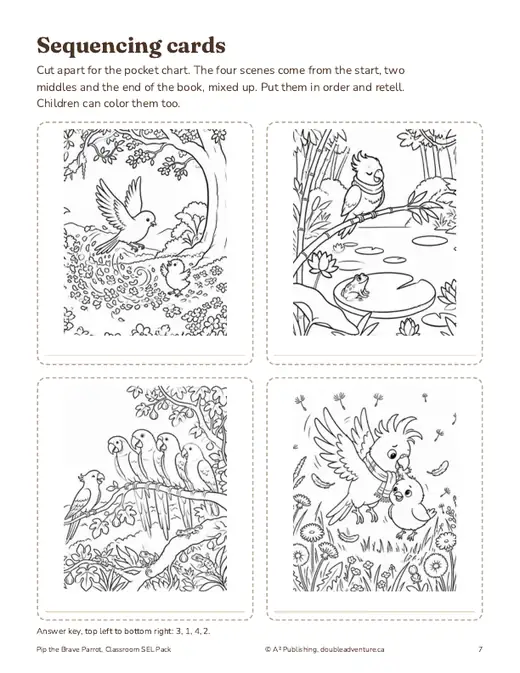 Sequencing cards
Cut apart for the pocket chart. The four scenes come from the start, two
middles and the end of the book, mixed up. Put them in order and retell.
Children can color them too.
Answer key, top left to bottom right: 3, 1, 4, 2.
Pip the Brave Parrot, Classroom SEL Pack
© A² Publishing, doubleadventure.ca
7